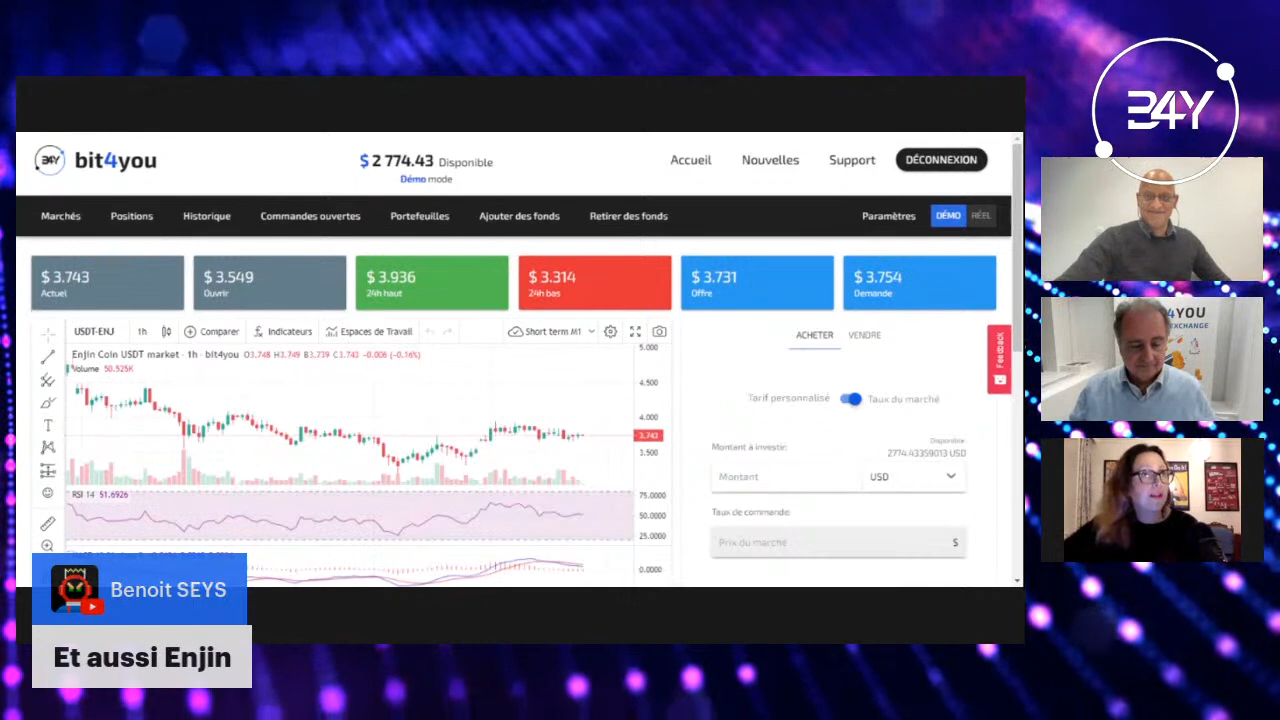 B4Y
B4Y bit4you
$ 2 774.43 Disponible
Démo mode
Accueil
Nouvelles
Support
DÉCONNEXION
Marchés
Positions
Historique
Commandes ouvertes
Portefeuilles
Ajouter des fonds
Retirer des fonds
Paramètres
DÉMO
RÉEL
$ 3.743
Actuel
$ 3.549
Ouvrir
$ 3.936
24h haut
$ 3.314
24h bas
$ 3.731
Offre
$ 3.754
Demande
USDT-ENJ
1h
Comparer
Indicateurs
Espaces de Travail
Short term M1
Enjin Coin USDT market · 1h · bit4you O3.748 H3.749 B3.739 C3.743 -0.006 (-0.16%)
Volume 50.525K
5.000
4.500
4.000
3.743
3.500
RSI 14 51.6926
75.0000
50.0000
25.0000
0.0000
ACHETER
VENDRE
Tarif personnalisé
Taux du marché
Montant à investir:
Disponible
2774.43359013 USD
Montant
USD
Taux de commande:
Prix du marché
$
Feedback
4YOU
EXCHANGE
Benoit SEYS
Et aussi Enjin